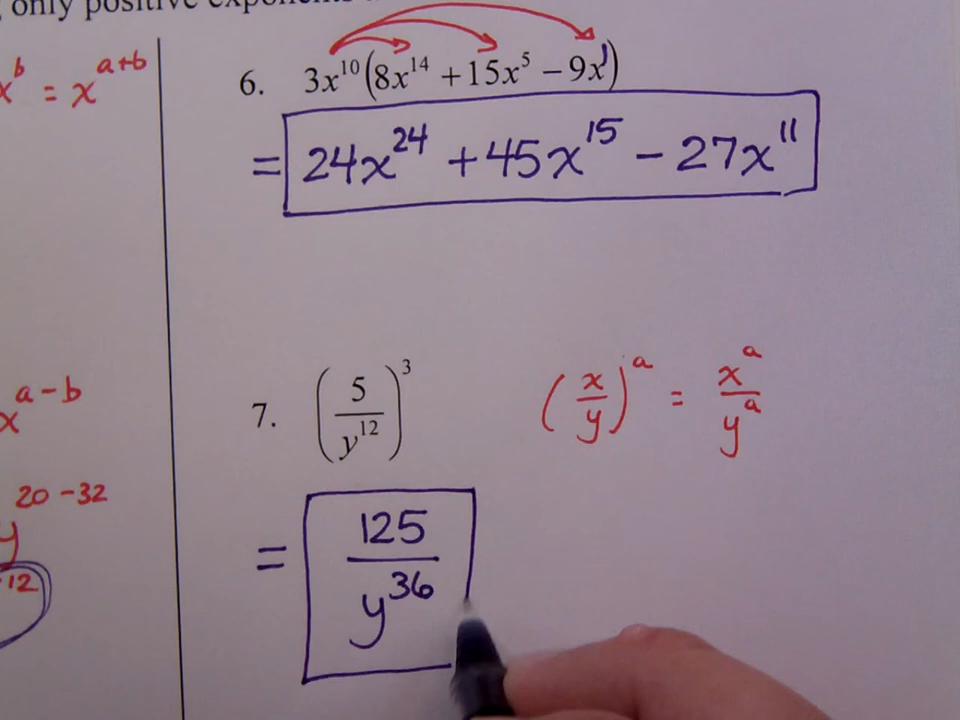 only positive exponents
x^b = x^{a+b}
6. 3x^{10}(8x^{14} + 15x^5 − 9x^1)
= 24x^{24} + 45x^{15} − 27x^{11}
x^{a−b}
7. (5/y^{12})^3 (x/y)^a = x^a/y^a
y^{20−32}
= 125/y^{36}
-12